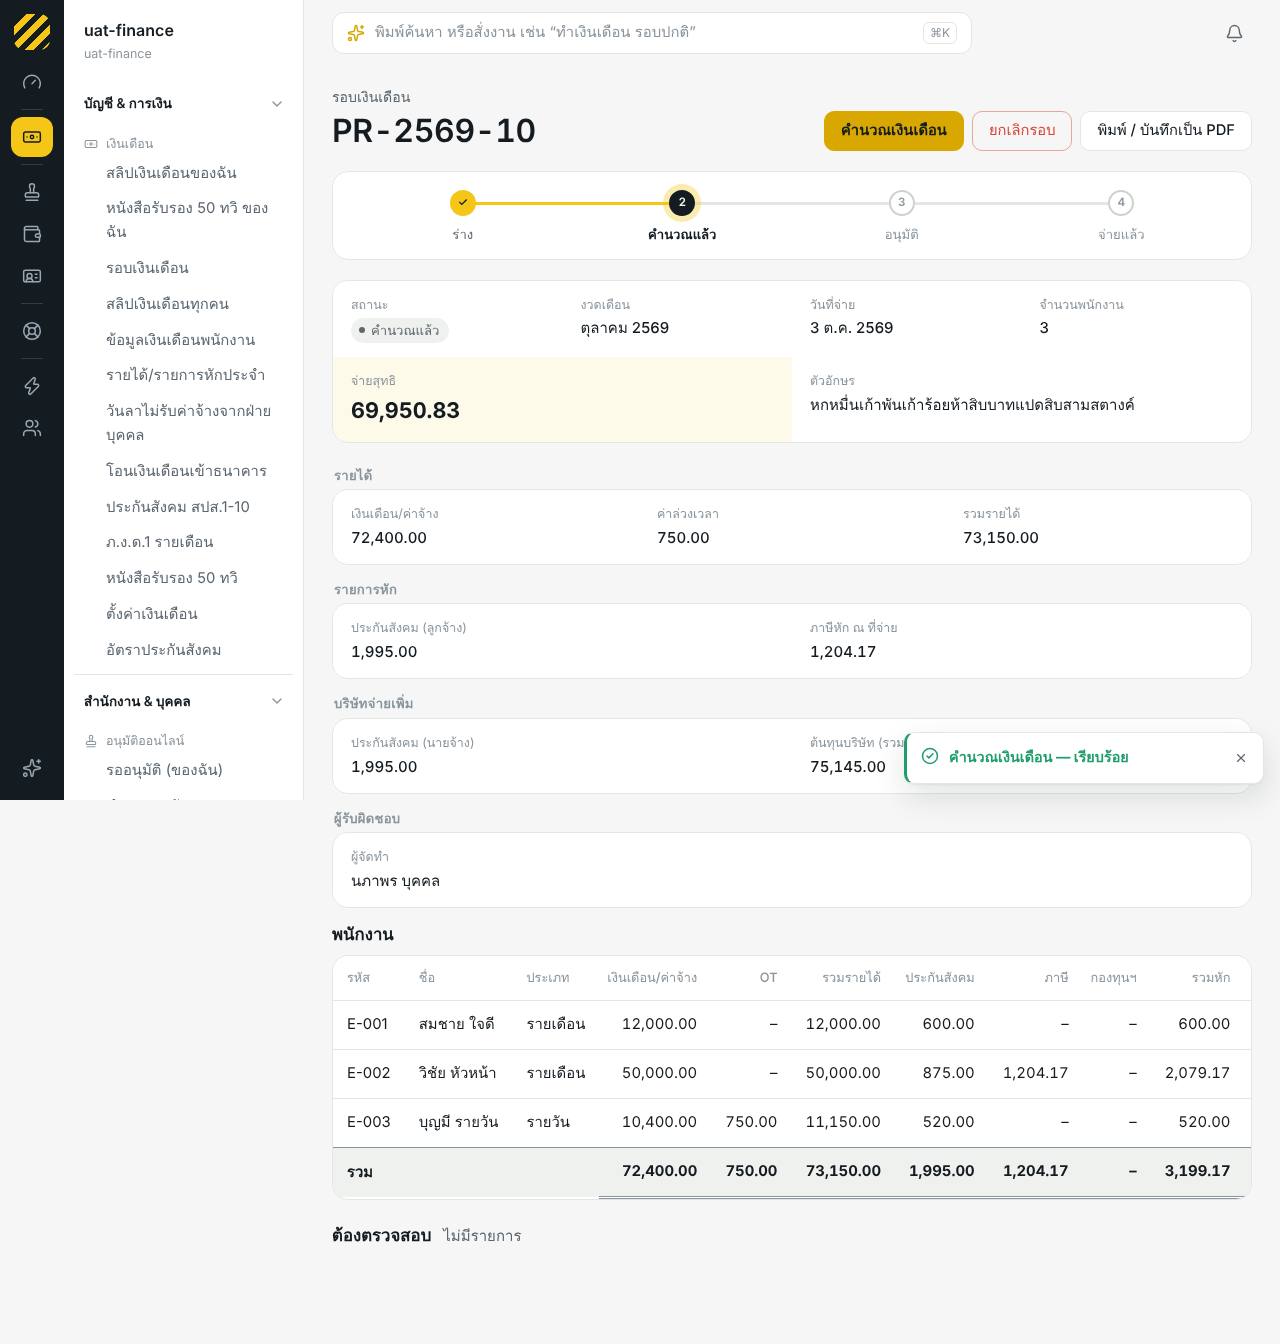 uat-finance
uat-finance
บัญชี & การเงิน
เงินเดือน
สลิปเงินเดือนของฉัน
หนังสือรับรอง 50 ทวิ ของ
ฉัน
รอบเงินเดือน
สลิปเงินเดือนทุกคน
ข้อมูลเงินเดือนพนักงาน
รายได้/รายการหักประจำ
วันลาไม่รับค่าจ้างจากฝ่าย
บุคคล
โอนเงินเดือนเข้าธนาคาร
ประกันสังคม สปส.1-10
ภ.ง.ด.1 รายเดือน
หนังสือรับรอง 50 ทวิ
ตั้งค่าเงินเดือน
อัตราประกันสังคม
สำนักงาน & บุคคล
อนุมัติออนไลน์
รออนุมัติ (ของฉัน)
พิมพ์ค้นหา หรือสั่งงาน เช่น “ทำเงินเดือน รอบปกติ” ⌘K
รอบเงินเดือน
PR-2569-10
คำนวณเงินเดือน ยกเลิกรอบ พิมพ์ / บันทึกเป็น PDF
2 3 4
ร่าง คำนวณแล้ว อนุมัติ จ่ายแล้ว
สถานะ งวดเดือน วันที่จ่าย จำนวนพนักงาน
คำนวณแล้ว ตุลาคม 2569 3 ต.ค. 2569 3
จ่ายสุทธิ ตัวอักษร
69,950.83 หกหมื่นเก้าพันเก้าร้อยห้าสิบบาทแปดสิบสามสตางค์
รายได้
เงินเดือน/ค่าจ้าง ค่าล่วงเวลา รวมรายได้
72,400.00 750.00 73,150.00
รายการหัก
ประกันสังคม (ลูกจ้าง) ภาษีหัก ณ ที่จ่าย
1,995.00 1,204.17
บริษัทจ่ายเพิ่ม
ประกันสังคม (นายจ้าง) ต้นทุนบริษัท (รวม
1,995.00 75,145.00
คำนวณเงินเดือน — เรียบร้อย
ผู้รับผิดชอบ
ผู้จัดทำ
นภาพร บุคคล
พนักงาน
รหัส ชื่อ ประเภท เงินเดือน/ค่าจ้าง OT รวมรายได้ ประกันสังคม ภาษี กองทุนฯ รวมหัก
E-001 สมชาย ใจดี รายเดือน 12,000.00 – 12,000.00 600.00 – – 600.00
E-002 วิชัย หัวหน้า รายเดือน 50,000.00 – 50,000.00 875.00 1,204.17 – 2,079.17
E-003 บุญมี รายวัน รายวัน 10,400.00 750.00 11,150.00 520.00 – – 520.00
รวม 72,400.00 750.00 73,150.00 1,995.00 1,204.17 – 3,199.17
ต้องตรวจสอบ ไม่มีรายการ